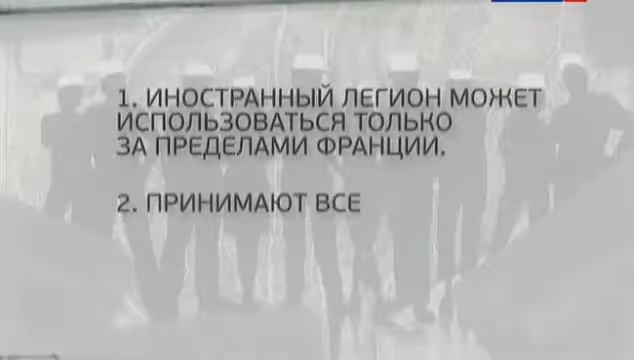 1. ИНОСТРАННЫЙ ЛЕГИОН МОЖЕТ
ИСПОЛЬЗОВАТЬСЯ ТОЛЬКО
ЗА ПРЕДЕЛАМИ ФРАНЦИИ.
2. ПРИНИМАЮТ ВСЕ